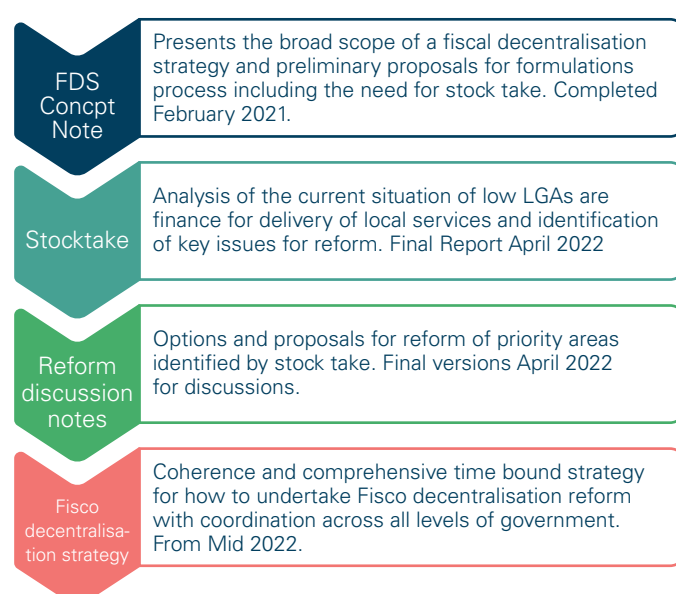 FDS
Concpt
Note
Presents the broad scope of a fiscal decentralisation
strategy and preliminary proposals for formulations
process including the need for stock take. Completed
February 2021.
Stocktake
Analysis of the current situation of low LGAs are
finance for delivery of local services and identification
of key issues for reform. Final Report April 2022
Reform
discussion
notes
Options and proposals for reform of priority areas
identified by stock take. Final versions April 2022
for discussions.
Fisco
decentralisa-
tion strategy
Coherence and comprehensive time bound strategy
for how to undertake Fisco decentralisation reform
with coordination across all levels of government.
From Mid 2022.